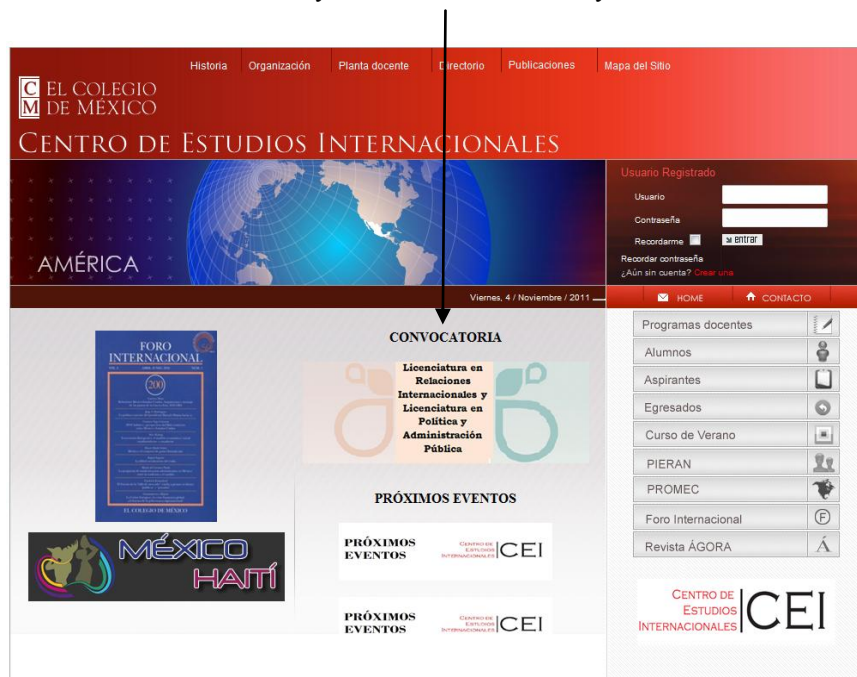 Historia Organización Planta docente Directorio Publicaciones Mapa del Sitio
C M EL COLEGIO
DE MÉXICO
CENTRO DE ESTUDIOS INTERNACIONALES
AMÉRICA
Usuario Registrado
Usuario
Contraseña
Recordarme entrar
Recordar contraseña
¿Aún sin cuenta? Crear una
Viernes, 4 / Noviembre / 2011
HOME CONTACTO
FORO
INTERNACIONAL
200
EL COLEGIO DE MÉXICO
MÉXICO
HAITÍ
CONVOCATORIA
Licenciatura en
Relaciones
Internacionales y
Licenciatura en
Política y
Administración
Pública
PRÓXIMOS EVENTOS
PRÓXIMOS
EVENTOS
CENTRO DE
ESTUDIOS
INTERNACIONALES
CEI
PRÓXIMOS
EVENTOS
CENTRO DE
ESTUDIOS
INTERNACIONALES
CEI
Programas docentes
Alumnos
Aspirantes
Egresados
Curso de Verano
PIERAN
PROMEC
Foro Internacional F
Revista ÁGORA Á
CENTRO DE
ESTUDIOS
INTERNACIONALES
CEI